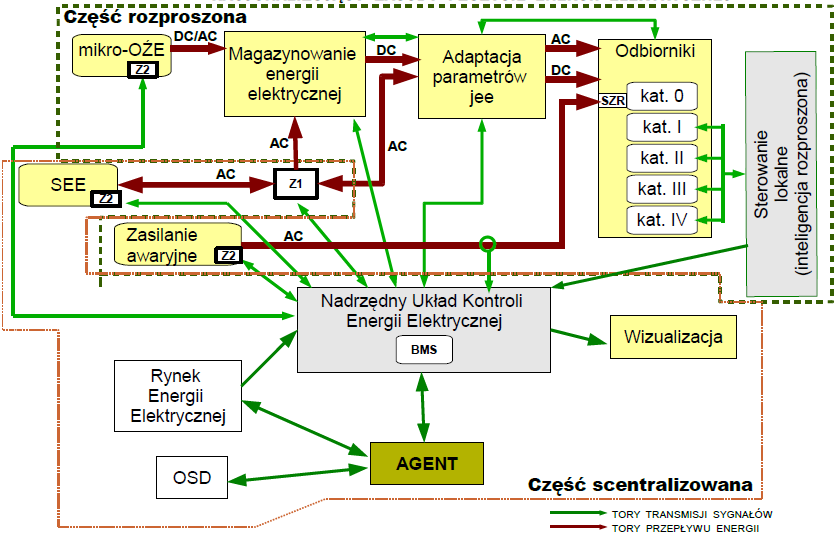 Część rozproszona
mikro-OŹE
Z2
DC/AC
Magazynowanie
energii
elektrycznej
DC
Adaptacja
parametrów
jee
AC
DC
Odbiorniki
SZR
kat. 0
kat. I
kat. II
kat. III
kat. IV
Sterowanie
lokalne
(inteligencja rozproszona)
AC
AC
SEE
Z2
AC
Z1
Zasilanie
awaryjne
Z2
AC
Nadrzędny Układ Kontroli
Energii Elektrycznej
BMS
Wizualizacja
Rynek
Energii
Elektrycznej
AGENT
OSD
Część scentralizowana
TORY TRANSMISJI SYGNAŁÓW
TORY PRZEPŁYWU ENERGII